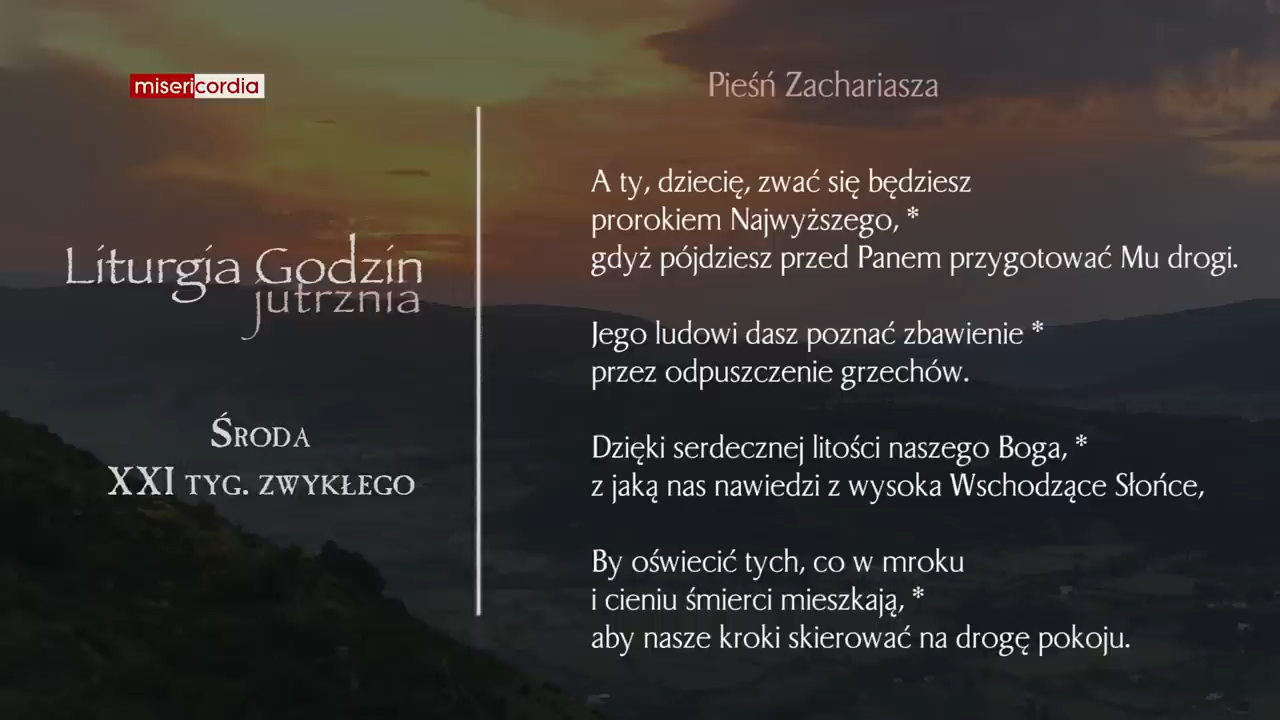 misericordia
Liturgia Godzin
jutrznia
Środa
XXI tyg. zwykłego
Pieśń Zachariasza
A ty, dziecię, zwać się będziesz
prorokiem Najwyższego, *
gdyż pójdziesz przed Panem przygotować Mu drogi.
Jego ludowi dasz poznać zbawienie *
przez odpuszczenie grzechów.
Dzięki serdecznej litości naszego Boga, *
z jaką nas nawiedzi z wysoka Wschodzące Słońce,
By oświecić tych, co w mroku
i cieniu śmierci mieszkają, *
aby nasze kroki skierować na drogę pokoju.